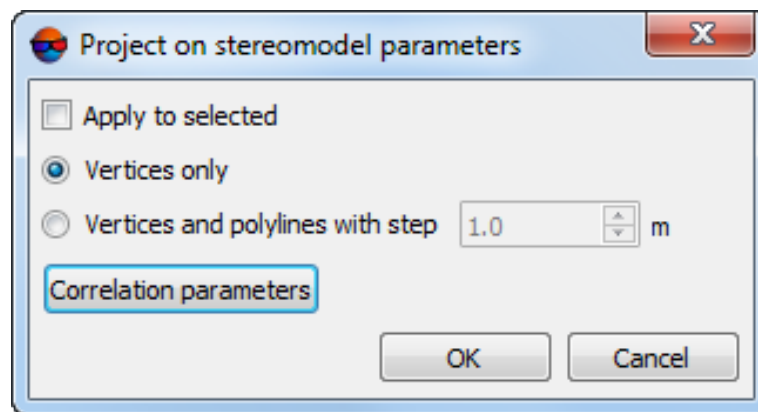 Project on stereomodel parameters
Apply to selected
Vertices only
Vertices and polylines with step 1.0 m
Correlation parameters
OK Cancel